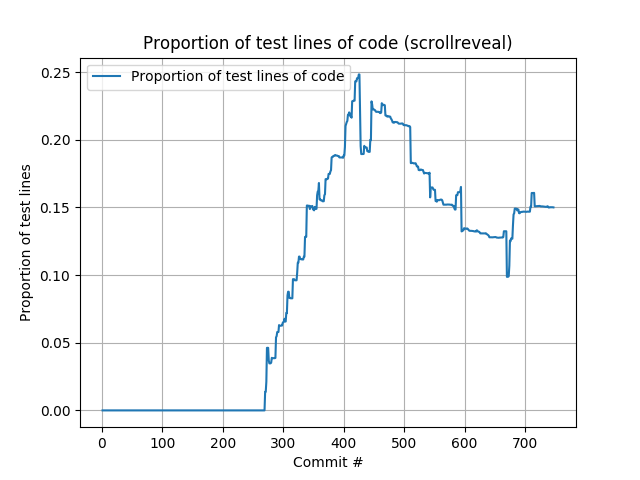 Proportion of test lines of code (scrollreveal)
Proportion of test lines of code
0.25
0.20
0.15
0.10
0.05
0.00
Proportion of test lines
0 100 200 300 400 500 600 700
Commit #